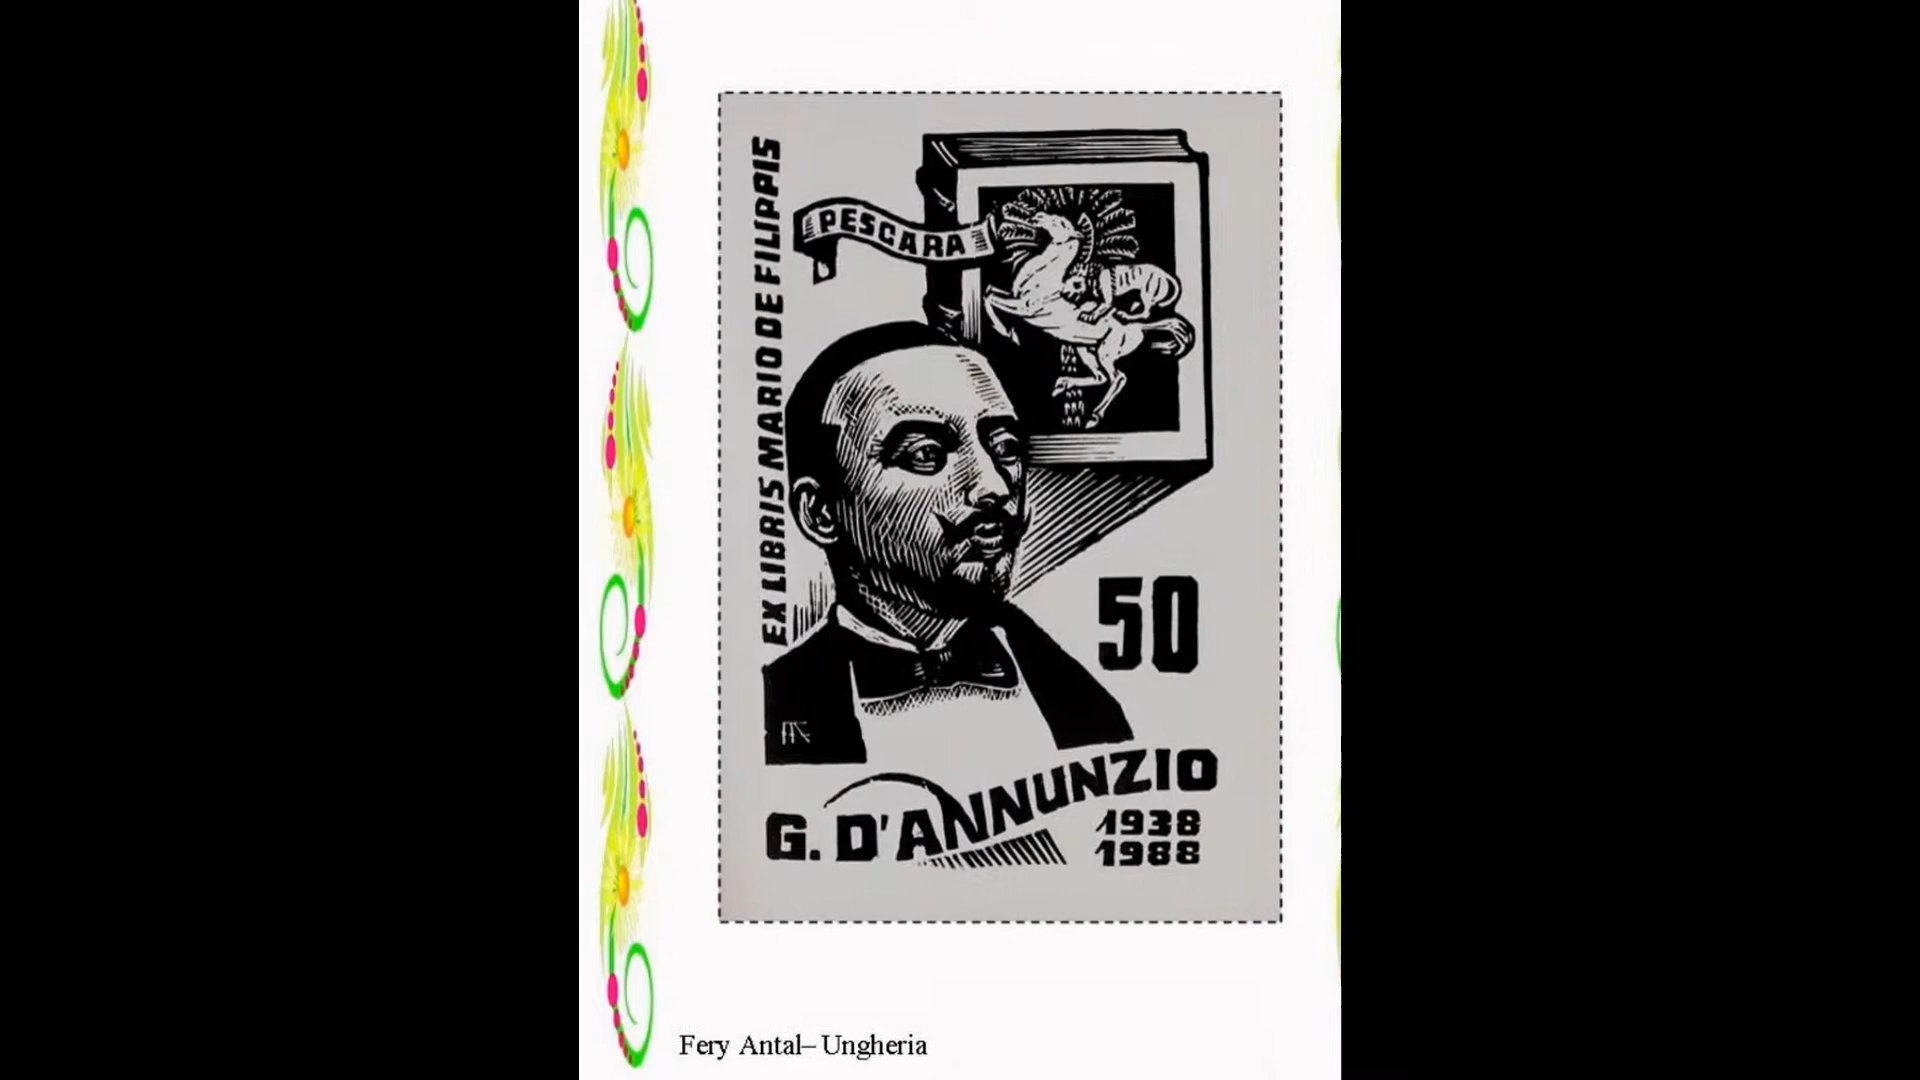 EX LIBRIS MARIO DE FILIPPIS
PESCARA
50
G. D'ANNUNZIO
1938
1988
Fery Antal– Ungheria